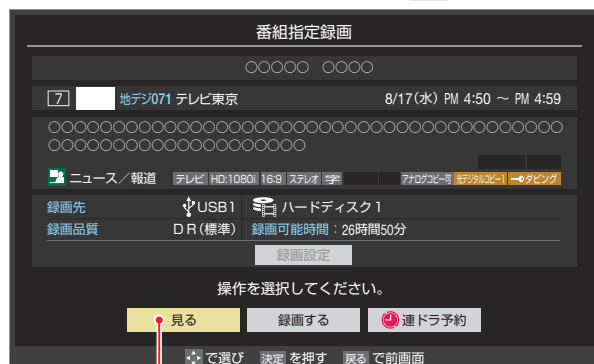 番組指定録画
○○○○○ ○○○○
7 地デジ071 テレビ東京 8/17(水) PM 4:50 ～ PM 4:59
○○○○○○○○○○○○○○○○○○○○○○○○○○○○○○○○○○○○○○○○
○○○○○○○○○○○○○○○○○○○○
ニュース／報道 テレビ HD:1080i 16:9 ステレオ 字 アナログコピー可 光デジタルコピー1 ダビング
録画先 USB1 ハードディスク1
録画品質 DR(標準) 録画可能時間：26時間50分
録画設定
操作を選択してください。
見る 録画する 連ドラ予約
で選び 決定 を押す 戻る で前画面